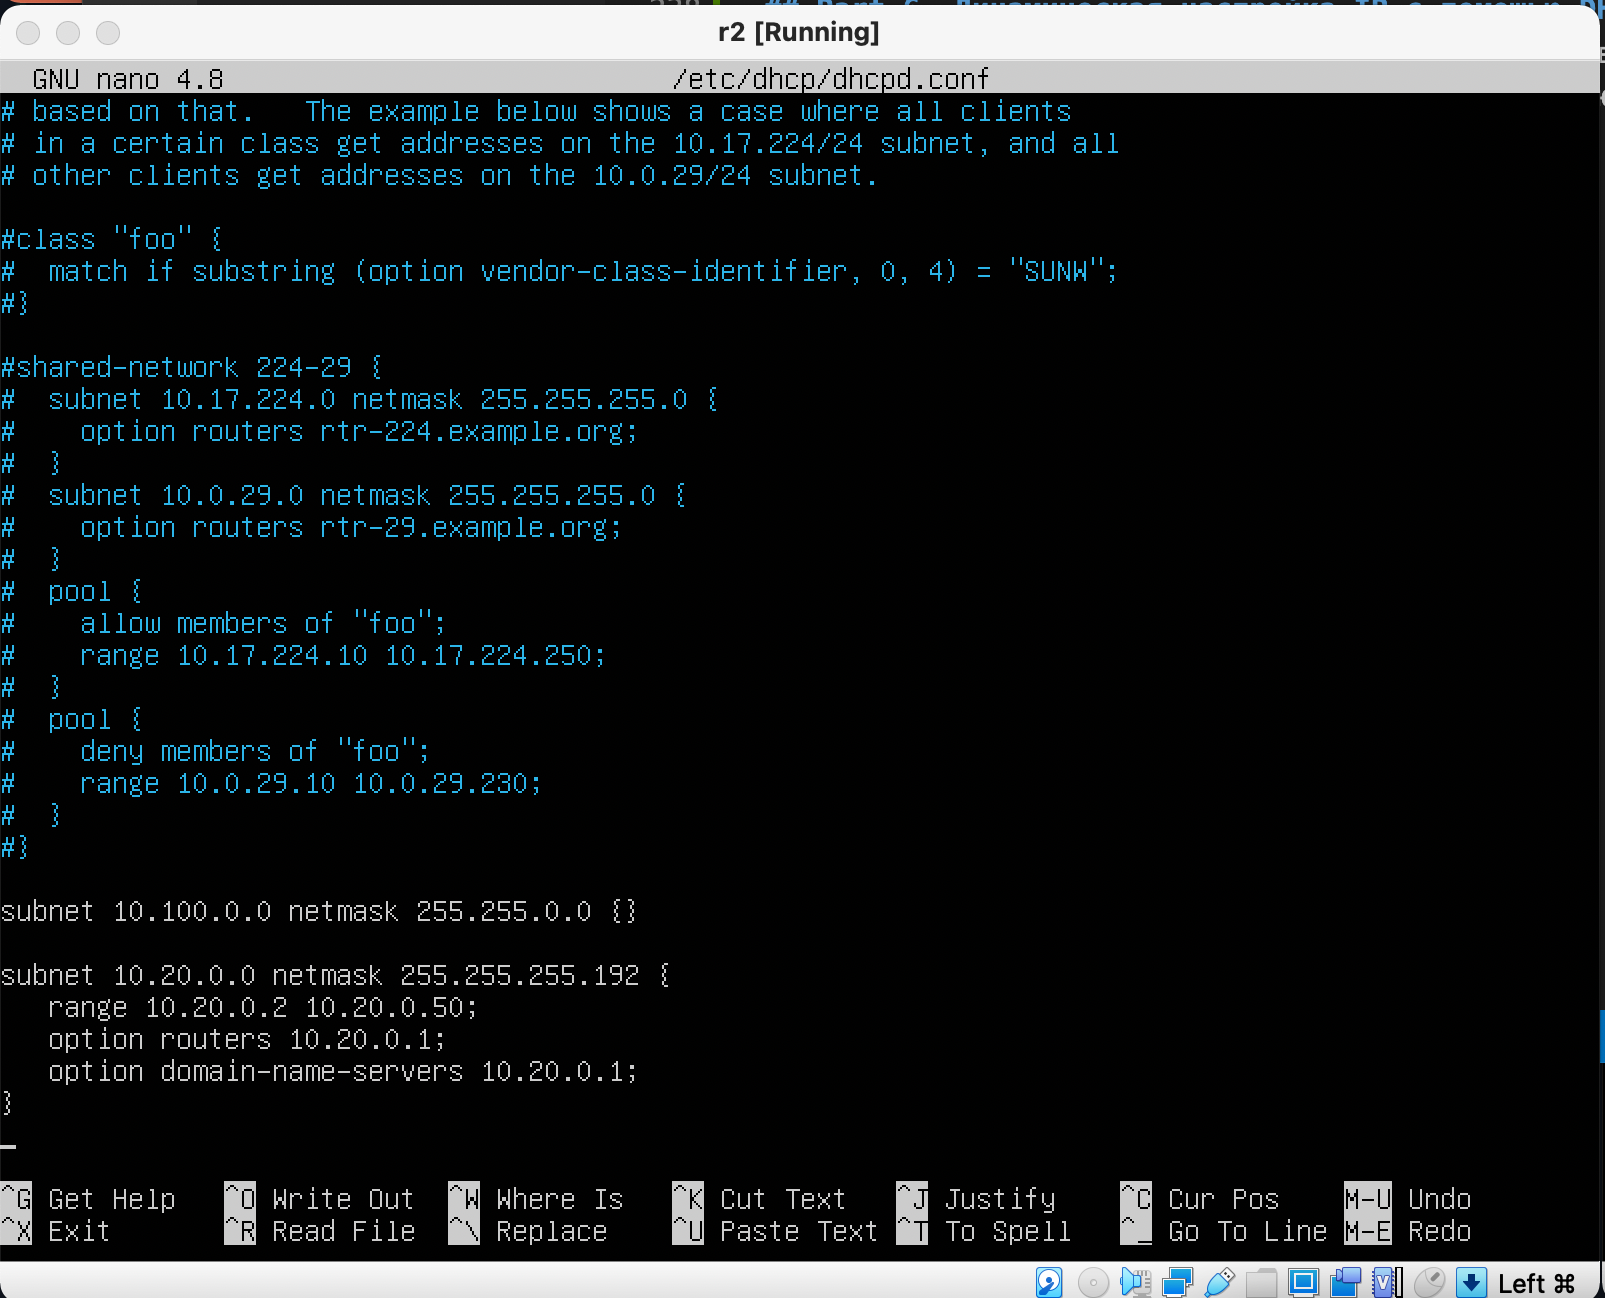 r2 [Running]
GNU nano 4.8 /etc/dhcp/dhcpd.conf
# based on that.   The example below shows a case where all clients
# in a certain class get addresses on the 10.17.224/24 subnet, and all
# other clients get addresses on the 10.0.29/24 subnet.
#class "foo" {
#  match if substring (option vendor-class-identifier, 0, 4) = "SUNW";
#}
#shared-network 224-29 {
#  subnet 10.17.224.0 netmask 255.255.255.0 {
#    option routers rtr-224.example.org;
#  }
#  subnet 10.0.29.0 netmask 255.255.255.0 {
#    option routers rtr-29.example.org;
#  }
#  pool {
#    allow members of "foo";
#    range 10.17.224.10 10.17.224.250;
#  }
#  pool {
#    deny members of "foo";
#    range 10.0.29.10 10.0.29.230;
#  }
#}
subnet 10.100.0.0 netmask 255.255.0.0 {}
subnet 10.20.0.0 netmask 255.255.255.192 {
   range 10.20.0.2 10.20.0.50;
   option routers 10.20.0.1;
   option domain-name-servers 10.20.0.1;
}
^G Get Help ^O Write Out ^W Where Is ^K Cut Text ^J Justify ^C Cur Pos M-U Undo
^X Exit ^R Read File ^\ Replace ^U Paste Text ^T To Spell ^_ Go To Line M-E Redo
Left ⌘